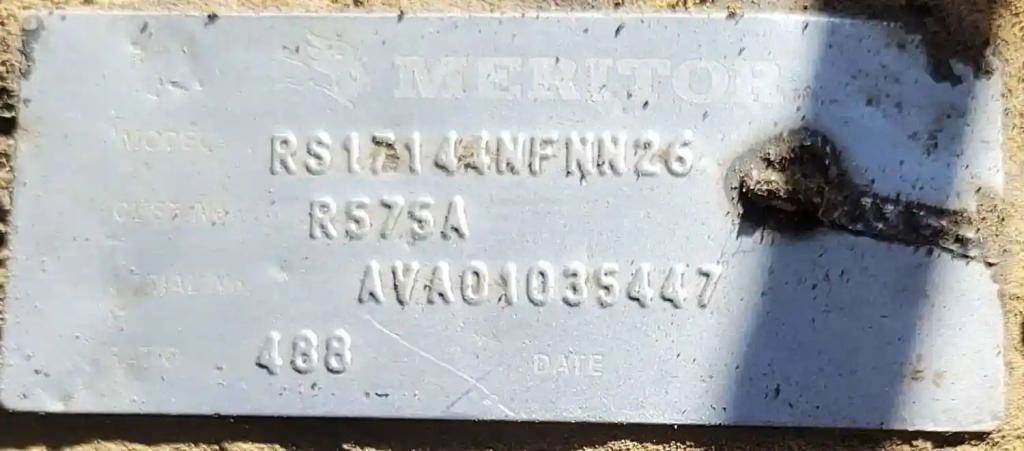 MERITOR
MODEL RS17144NFNN26
CUST. No. R575A
SERIAL No. AVA01035447
RATIO 488 DATE